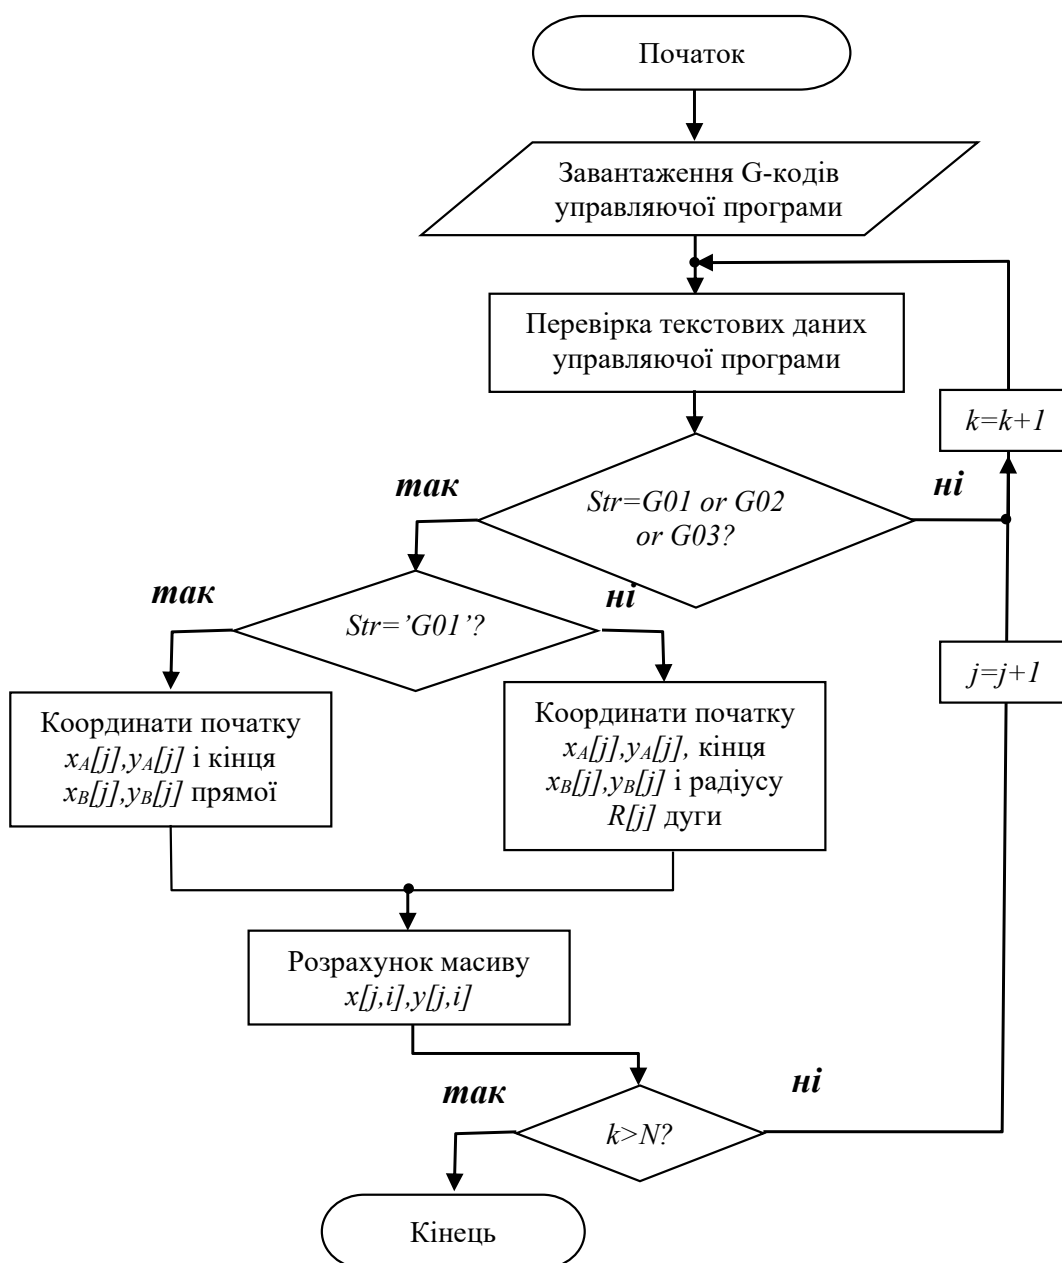 Початок
Завантаження G-кодів
управляючої програми
Перевірка текстових даних
управляючої програми
k=k+1
так
ні
Str=G01 or G02
or G03?
так
ні
Str=’G01’?
j=j+1
Координати початку
xA[j],yA[j] і кінця
xB[j],yB[j] прямої
Координати початку
xA[j],yA[j], кінця
xB[j],yB[j] і радіусу
R[j] дуги
Розрахунок масиву
x[j,i],y[j,i]
так
ні
k>N?
Кінець